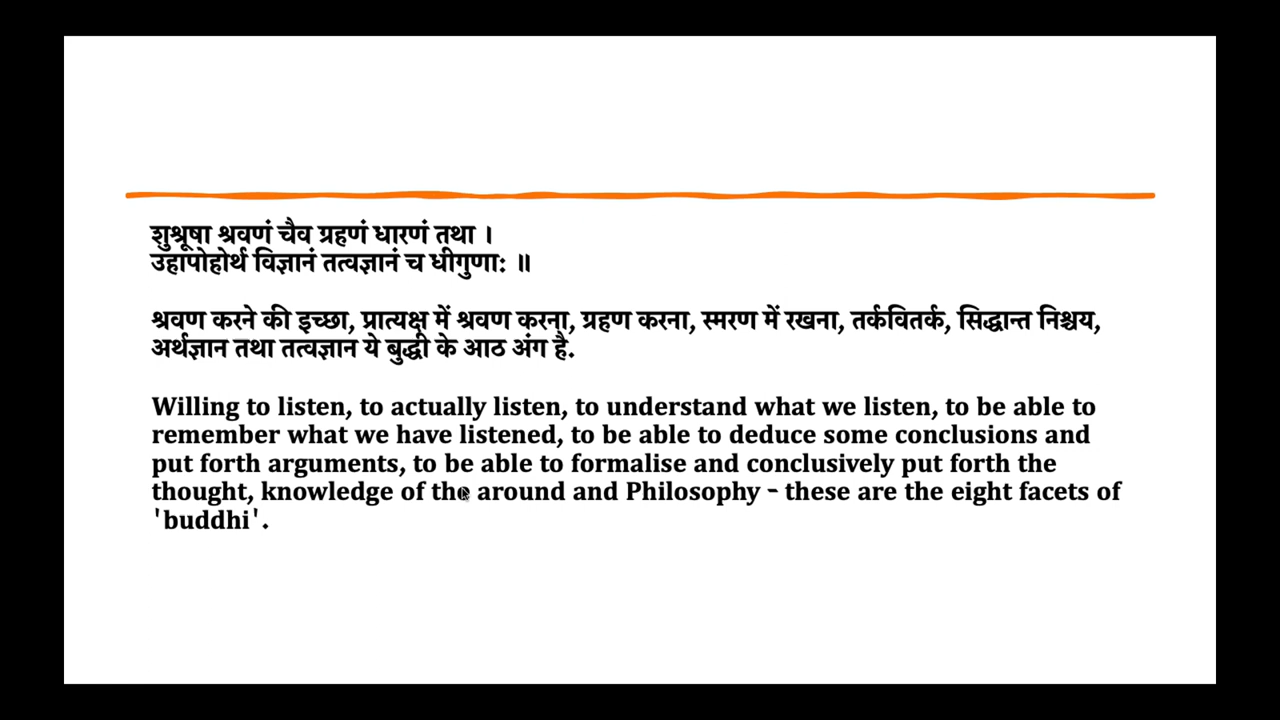 शुश्रूषा श्रवणं चैव ग्रहणं धारणं तथा ।
उहापोहोर्थ विज्ञानं तत्वज्ञानं च धीगुणाः ॥
श्रवण करने की इच्छा, प्रात्यक्ष में श्रवण करना, ग्रहण करना, स्मरण में रखना, तर्कवितर्क, सिद्धान्त निश्चय,
अर्थज्ञान तथा तत्वज्ञान ये बुद्धी के आठ अंग है.
Willing to listen, to actually listen, to understand what we listen, to be able to
remember what we have listened, to be able to deduce some conclusions and
put forth arguments, to be able to formalise and conclusively put forth the
thought, knowledge of the around and Philosophy - these are the eight facets of
'buddhi'.